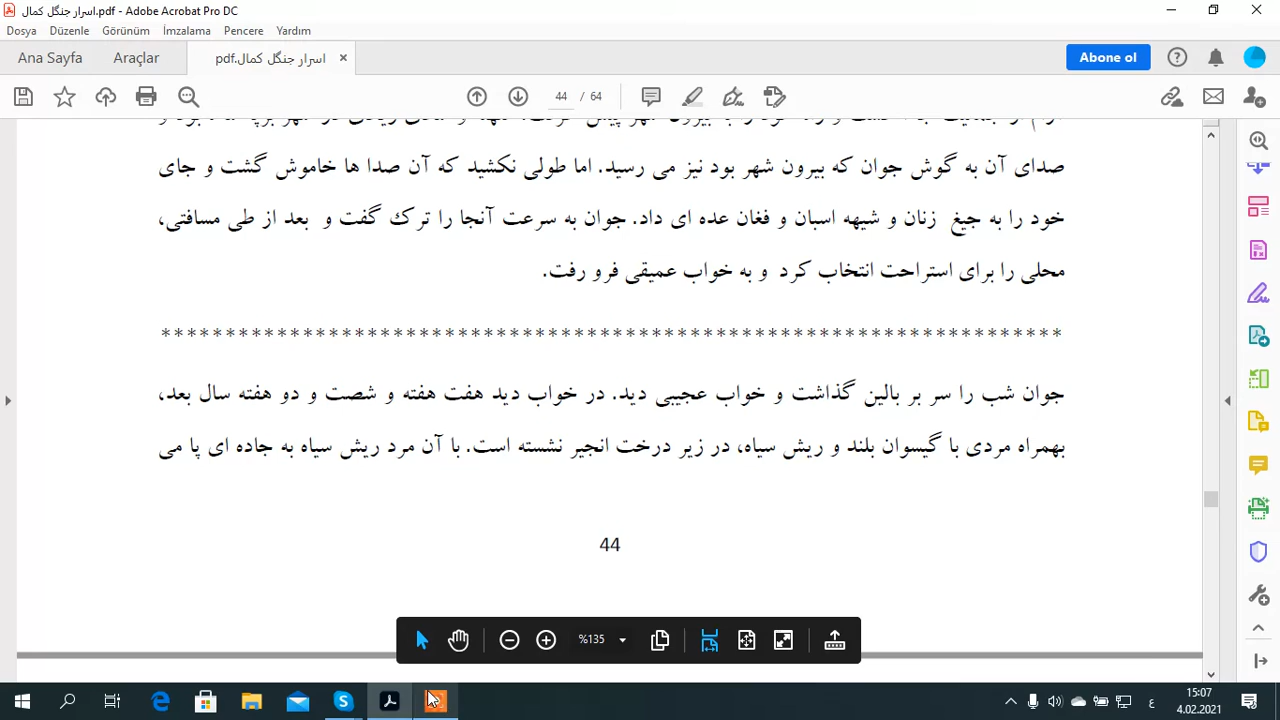 اسرار جنگل کمال.pdf - Adobe Acrobat Pro DC
Dosya Düzenle Görünüm İmzalama Pencere Yardım
Ana Sayfa Araçlar اسرار جنگل کمال.pdf × Abone ol
44 / 64
صدای آن به گوش جوان که بیرون شهر بود نیز می رسید. اما طولی نکشید که آن صدا ها خاموش گشت و جای
خود را به جیغ زنان و شیهه اسبان و فغان عده ای داد. جوان به سرعت آنجا را ترک گفت و بعد از طی مسافتی،
محلی را برای استراحت انتخاب کرد و به خواب عمیقی فرو رفت.
**********************************************************************
جوان شب را سر بر بالین گذاشت و خواب عجیبی دید. در خواب دید هفت هفته و شصت و دو هفته سال بعد،
بهمراه مردی با گیسوان بلند و ریش سیاه، در زیر درخت انجیر نشسته است. با آن مرد ریش سیاه به جاده ای پا می
44
%135
ع 15:07
4.02.2021